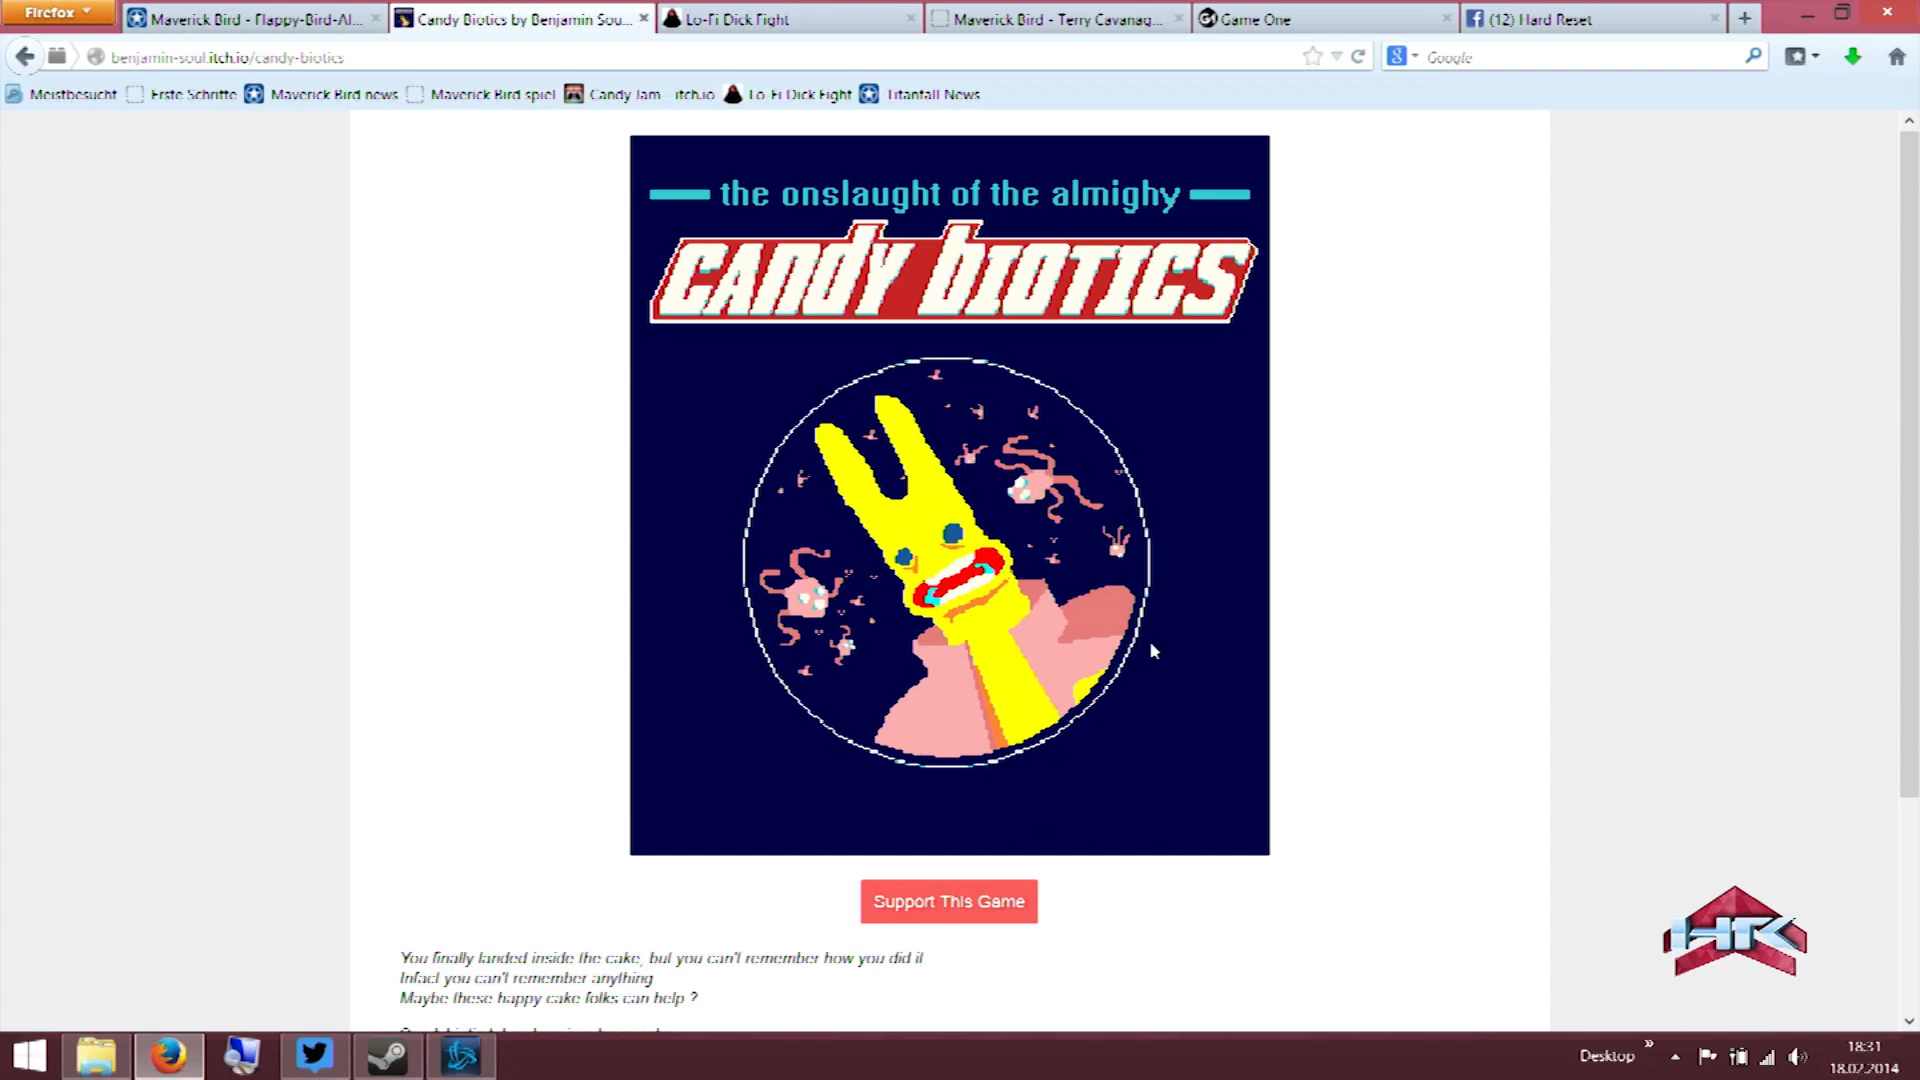 Firefox
Maverick Bird - Flappy-Bird-Al...
Candy Biotics by Benjamin Sou...
Lo-Fi Dick Fight
Maverick Bird - Terry Cavanag...
Game One
(12) Hard Reset
benjamin-soul.itch.io/candy-biotics
Google
Meistbesucht
Erste Schritte
Maverick Bird news
Maverick Bird spiel
Candy Jam - itch.io
Lo-Fi Dick Fight
Titanfall News
the onslaught of the almighy
CANDY BIOTICS
Support This Game
You finally landed inside the cake, but you can't remember how you did it
Infact you can't remember anything
Maybe these happy cake folks can help ?
HR
Desktop
18:31
18.02.2014